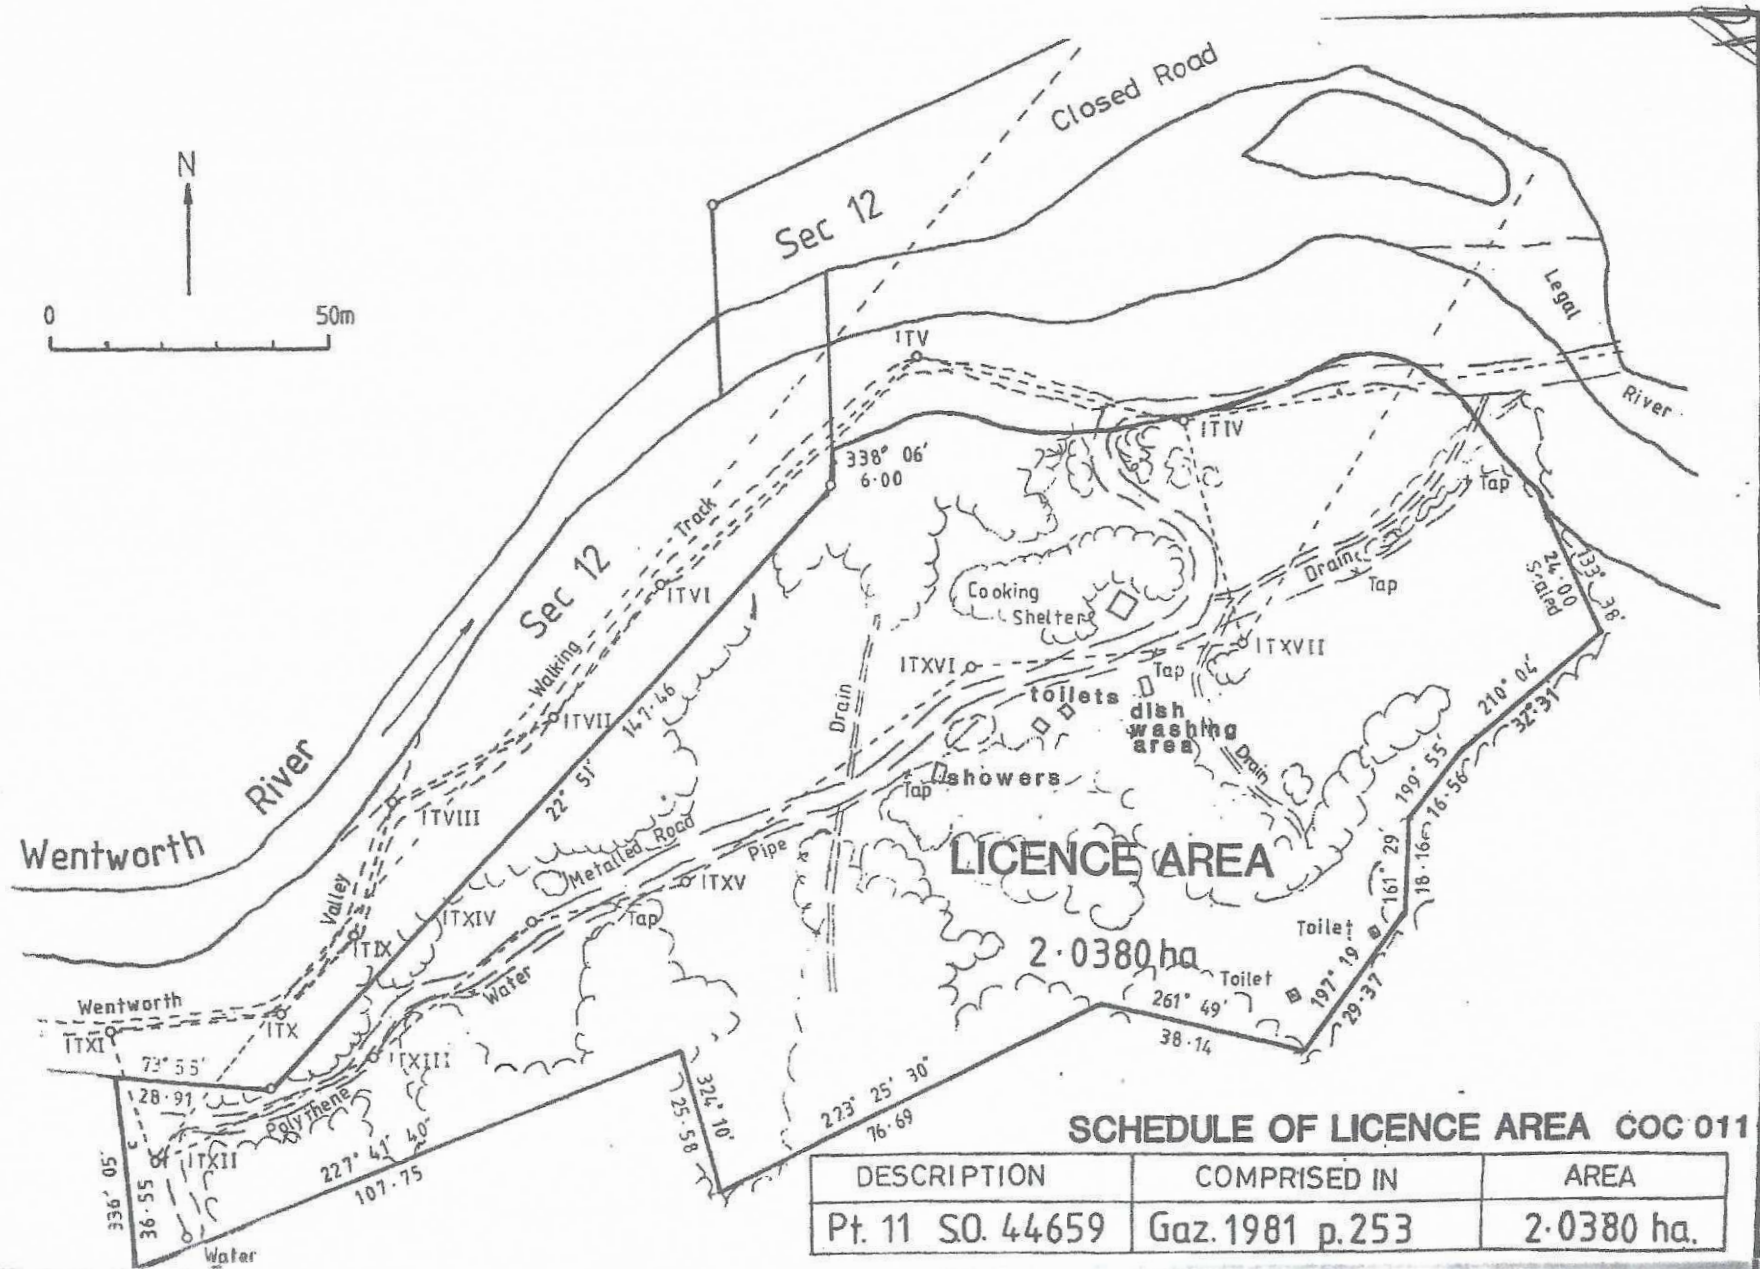 N
0 50m
Closed Road
Sec 12
Legal
River
ITV
ITIV
338° 06'
6·00
Track
Sec 12
ITVI
Walking
ITVII
147·46
22° 51'
Tap
Drain
Tap
133° 38'
24·00
Scaled
Cooking
Shelter
ITXVI
ITXVII
Tap
toilets
dish
washing
area
Drain
Drain
210° 04'
32·31
199° 55'
16·56
River
Wentworth
ITVIII
showers
Tap
Metalled Road
Pipe
LICENCE AREA
161° 29'
18·16
Valley
ITXV
ITXIV
Tap
ITIX
2·0380 ha
Toilet
Toilet
197° 19'
29·37
Water
261° 49'
38·14
Wentworth
ITX
ITXI
ITXIII
73° 55'
28·91
Polythene
324° 10'
25·58
223° 25' 30"
76·69
ITXII
227° 41' 40"
107·75
336° 05'
36·55
Water
SCHEDULE OF LICENCE AREA COC 011
DESCRIPTION COMPRISED IN AREA
Pt. 11 S.O. 44659 Gaz. 1981 p.253 2·0380 ha.